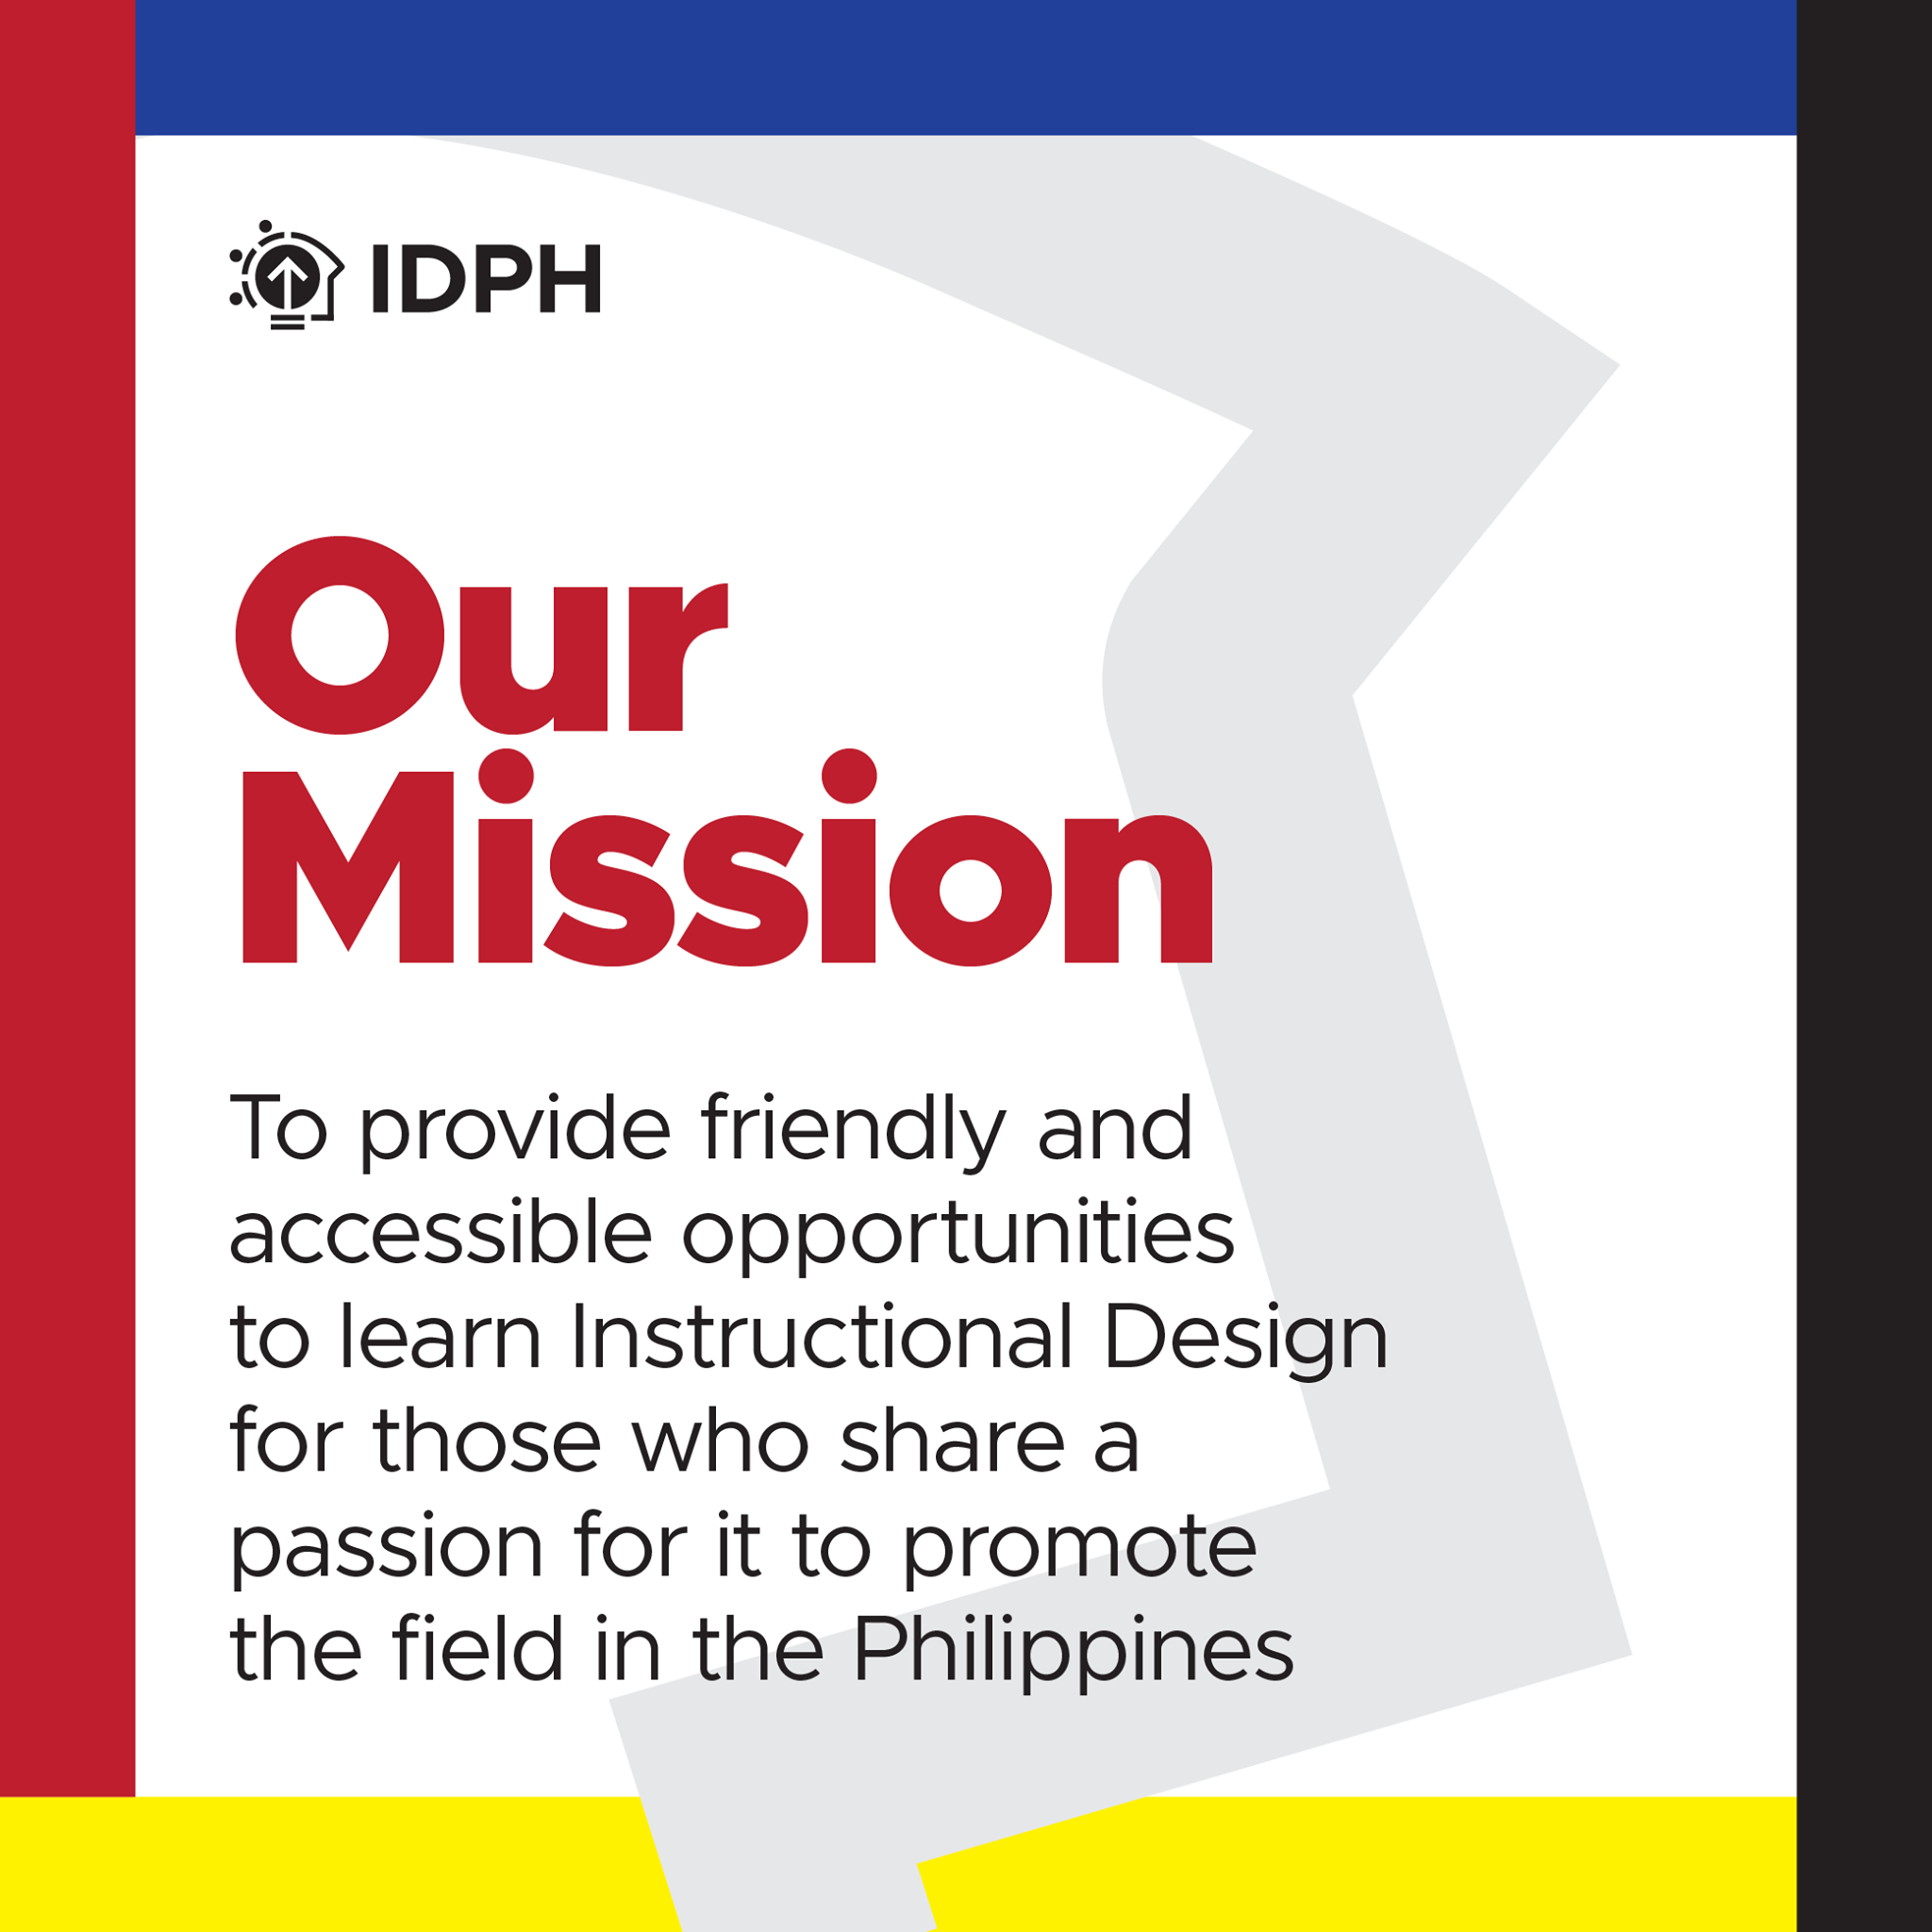 IDPH
Our
Mission
To provide friendly and
accessible opportunities
to learn Instructional Design
for those who share a
passion for it to promote
the field in the Philippines